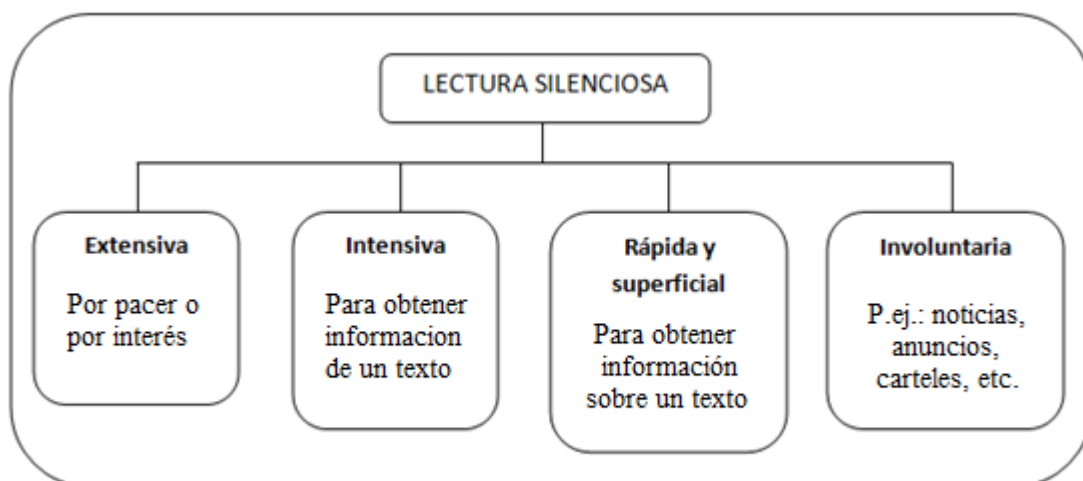 LECTURA SILENCIOSA
Extensiva
Por pacer o
por interés
Intensiva
Para obtener
informacion
de un texto
Rápida y
superficial
Para obtener
información
sobre un texto
Involuntaria
P.ej.: noticias,
anuncios,
carteles, etc.